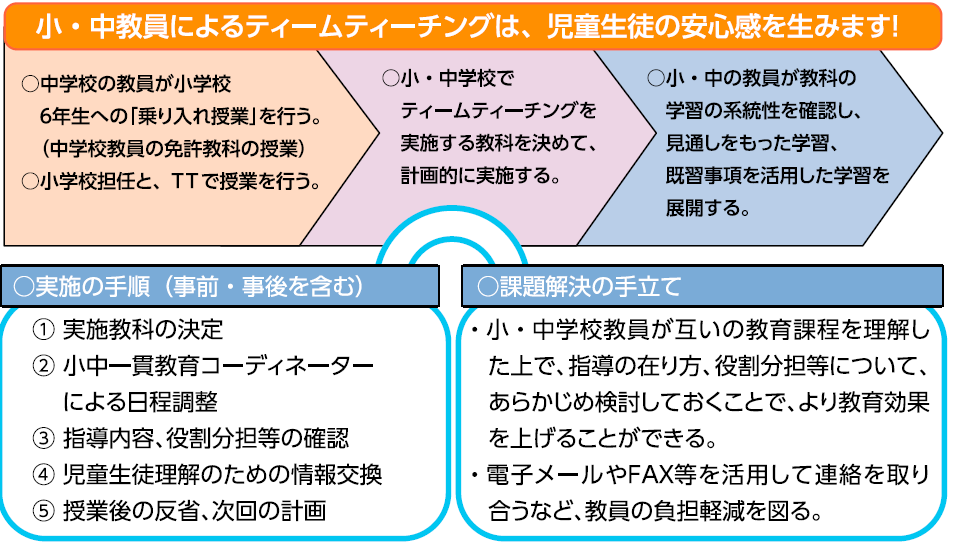 小・中教員によるティームティーチングは、児童生徒の安心感を生みます!
○中学校の教員が小学校
6年生への「乗り入れ授業」を行う。
（中学校教員の免許教科の授業）
○小学校担任と、TTで授業を行う。
○小・中学校で
ティームティーチングを
実施する教科を決めて、
計画的に実施する。
○小・中の教員が教科の
学習の系統性を確認し、
見通しをもった学習、
既習事項を活用した学習を
展開する。
○実施の手順（事前・事後を含む）
① 実施教科の決定
② 小中一貫教育コーディネーター
による日程調整
③ 指導内容、役割分担等の確認
④ 児童生徒理解のための情報交換
⑤ 授業後の反省、次回の計画
○課題解決の手立て
・小・中学校教員が互いの教育課程を理解し
た上で、指導の在り方、役割分担等について、
あらかじめ検討しておくことで、より教育効果
を上げることができる。
・電子メールやFAX等を活用して連絡を取り
合うなど、教員の負担軽減を図る。